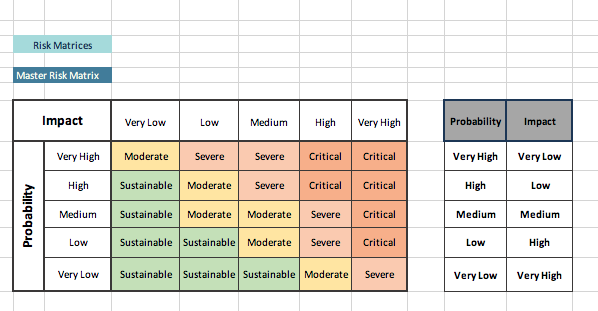 Risk Matrices
Master Risk Matrix
Impact Very Low Low Medium High Very High Probability Impact
Probability
Very High Moderate Severe Severe Critical Critical Very High Very Low
High Sustainable Moderate Severe Critical Critical High Low
Medium Sustainable Moderate Moderate Severe Critical Medium Medium
Low Sustainable Sustainable Moderate Severe Critical Low High
Very Low Sustainable Sustainable Sustainable Moderate Severe Very Low Very High